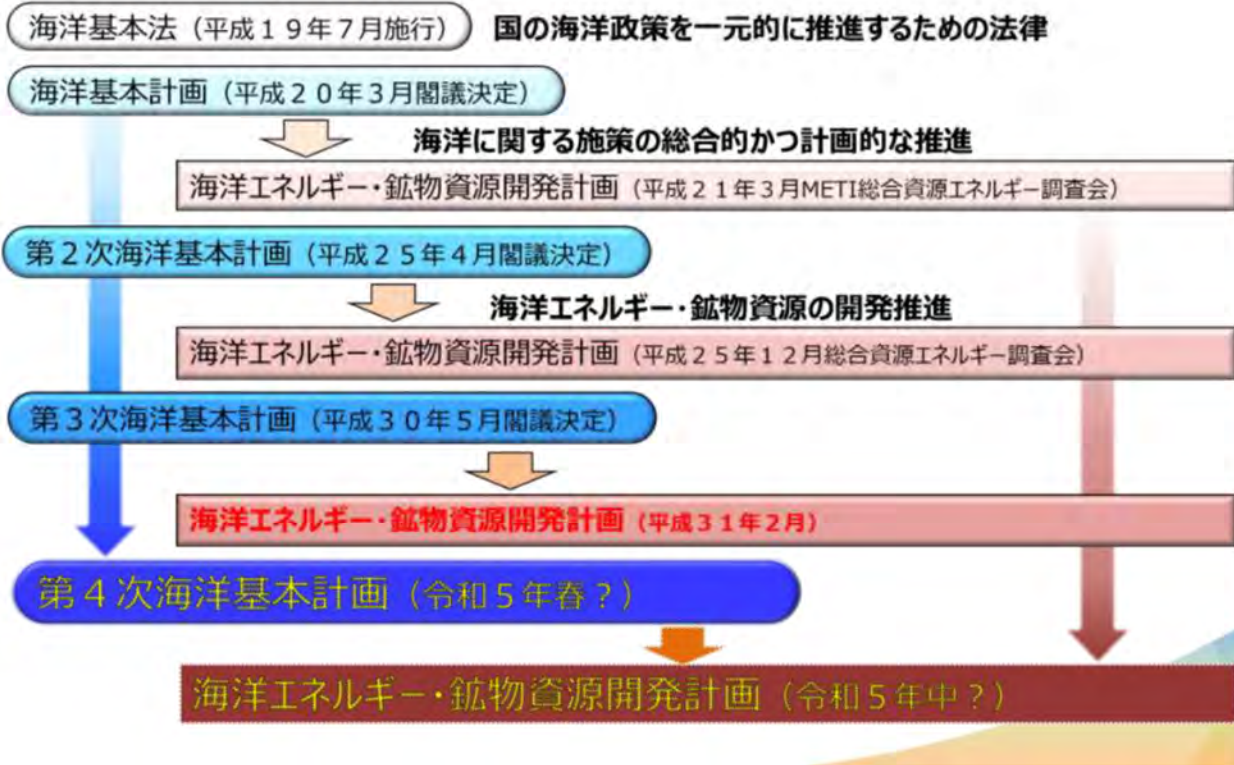 海洋基本法（平成１９年７月施行） 国の海洋政策を一元的に推進するための法律
海洋基本計画（平成２０年３月閣議決定）
海洋に関する施策の総合的かつ計画的な推進
海洋エネルギー・鉱物資源開発計画（平成２１年３月METI総合資源エネルギー調査会）
第２次海洋基本計画（平成２５年４月閣議決定）
海洋エネルギー・鉱物資源の開発推進
海洋エネルギー・鉱物資源開発計画（平成２５年１２月総合資源エネルギー調査会）
第３次海洋基本計画（平成３０年５月閣議決定）
海洋エネルギー・鉱物資源開発計画（平成３１年２月）
第４次海洋基本計画（令和５年春？）
海洋エネルギー・鉱物資源開発計画（令和５年中？）